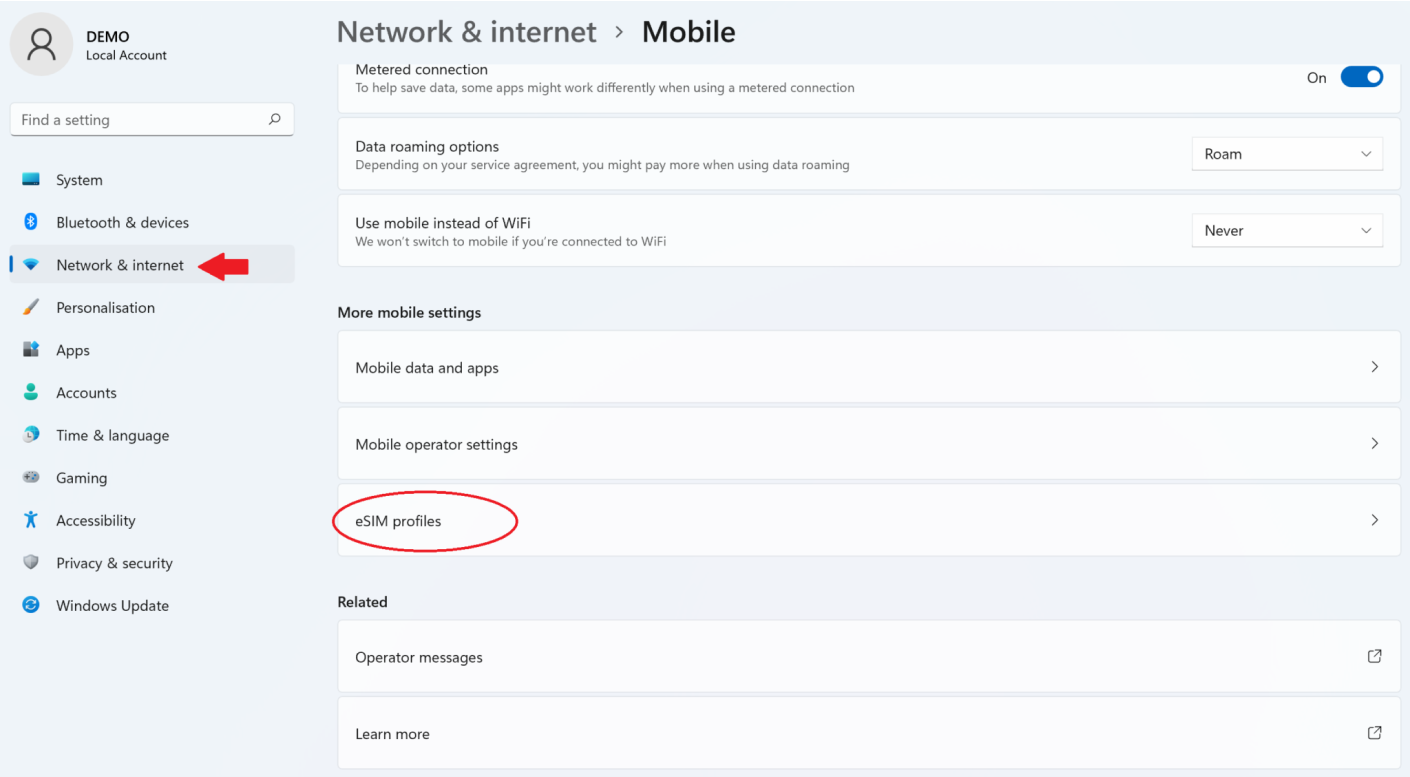 DEMO
Local Account
Find a setting
System
Bluetooth & devices
Network & internet
Personalisation
Apps
Accounts
Time & language
Gaming
Accessibility
Privacy & security
Windows Update
Network & internet > Mobile
Metered connection
To help save data, some apps might work differently when using a metered connection
On
Data roaming options
Depending on your service agreement, you might pay more when using data roaming
Roam
Use mobile instead of WiFi
We won't switch to mobile if you're connected to WiFi
Never
More mobile settings
Mobile data and apps
Mobile operator settings
eSIM profiles
Related
Operator messages
Learn more